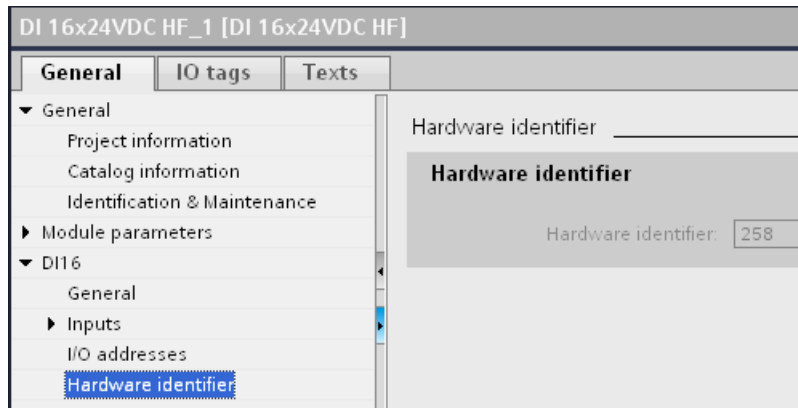 DI 16x24VDC HF_1 [DI 16x24VDC HF]
General
IO tags
Texts
General
Project information
Catalog information
Identification & Maintenance
Module parameters
DI16
General
Inputs
I/O addresses
Hardware identifier
Hardware identifier
Hardware identifier
Hardware identifier: 258